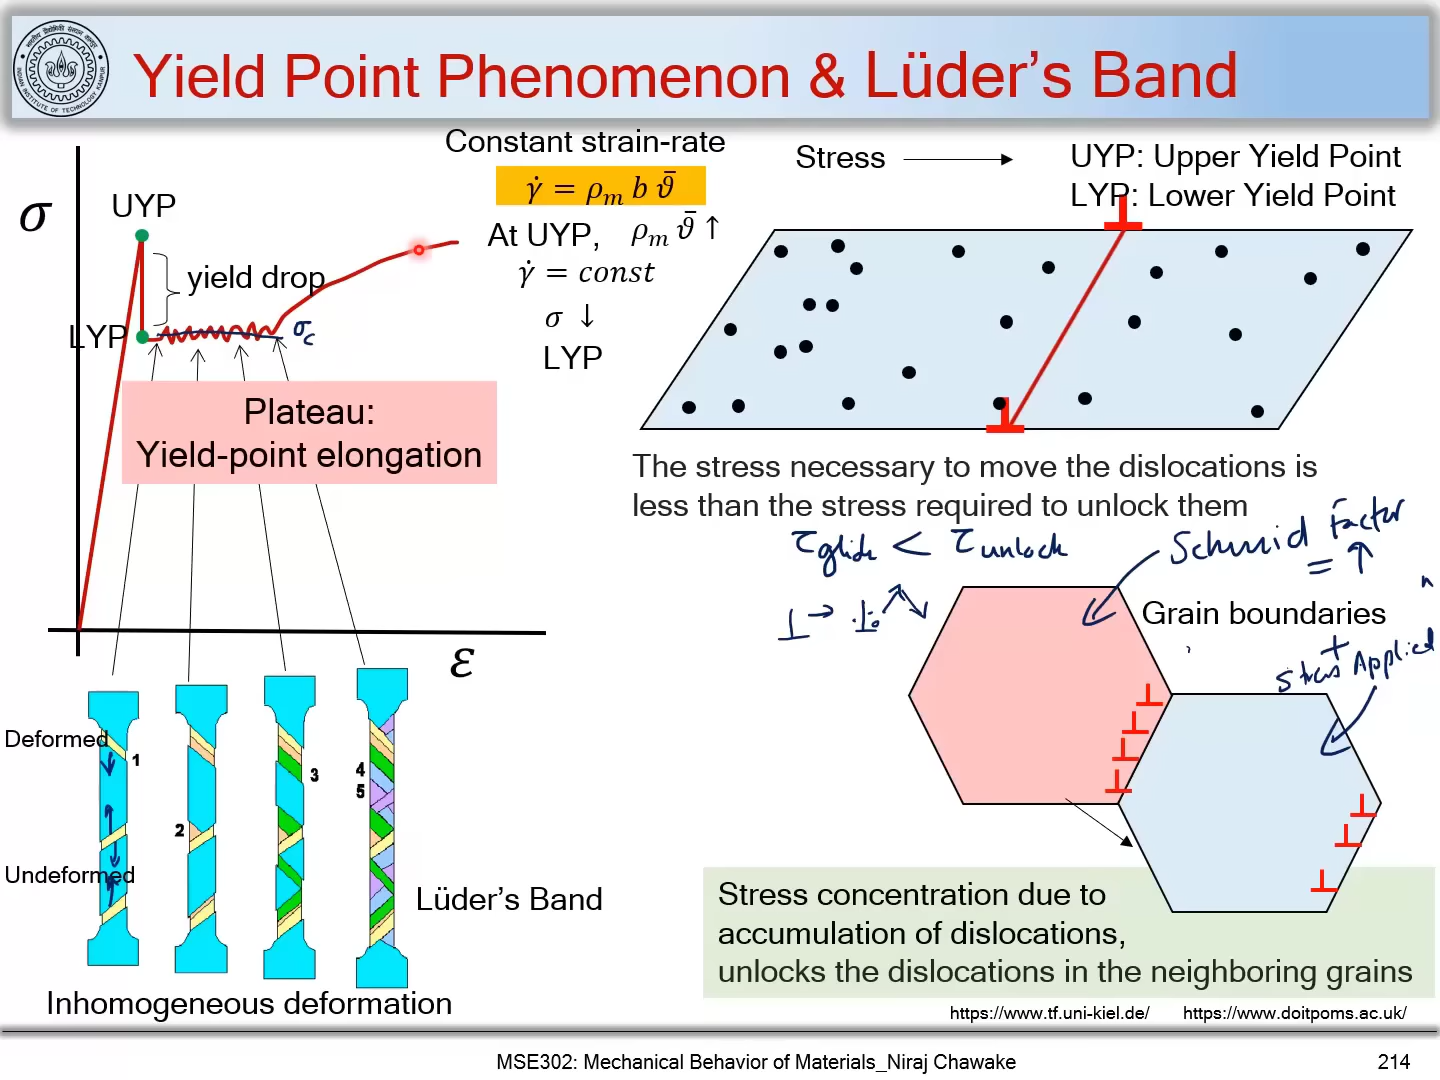 Yield Point Phenomenon & Lüder's Band
Constant strain-rate
γ̇ = ρₘ b ϑ̄
At UYP, ρₘ ϑ̄ ↑
γ̇ = const
σ ↓
LYP
Stress
UYP: Upper Yield Point
LYP: Lower Yield Point
σ
UYP
yield drop
LYP
σc
Plateau:
Yield-point elongation
ε
The stress necessary to move the dislocations is
less than the stress required to unlock them
τglide < τunlock
Schmid Factor
= ↑
Grain boundaries
+
Stress Applied
Deformed
Undeformed
1
2
3
4
5
Lüder's Band
Inhomogeneous deformation
Stress concentration due to
accumulation of dislocations,
unlocks the dislocations in the neighboring grains
https://www.tf.uni-kiel.de/ https://www.doitpoms.ac.uk/
MSE302: Mechanical Behavior of Materials_Niraj Chawake
214